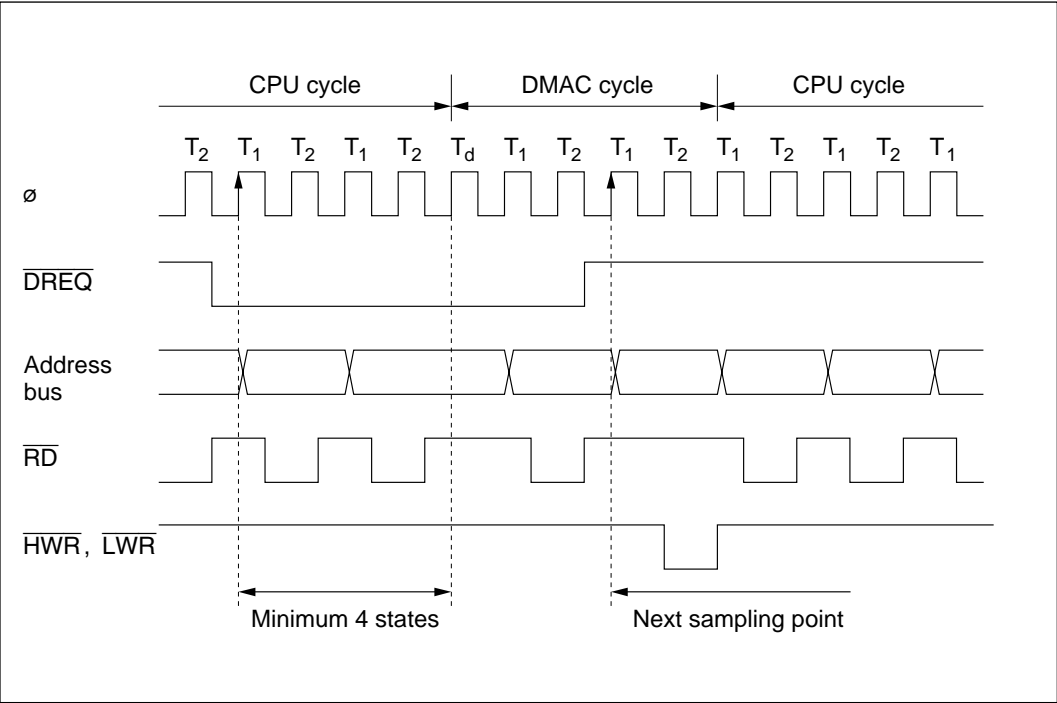 CPU cycle DMAC cycle CPU cycle
T2 T1 T2 T1 T2 Td T1 T2 T1 T2 T1 T2 T1 T2 T1
ø
DREQ
Address
bus
RD
HWR, LWR
Minimum 4 states Next sampling point